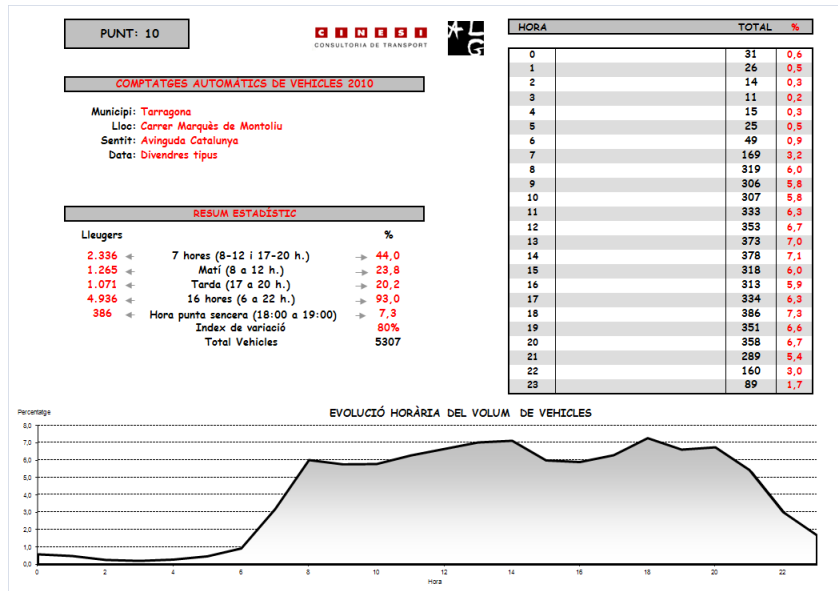 PUNT: 10
CINESI
CONSULTORIA DE TRANSPORT
ALG
COMPTATGES AUTOMÀTICS DE VEHICLES 2010
Municipi: Tarragona
Lloc: Carrer Marquès de Montoliu
Sentit: Avinguda Catalunya
Data: Divendres tipus
RESUM ESTADÍSTIC
Lleugers %
2.336 7 hores (8-12 i 17-20 h.) 44,0
1.265 Matí (8 a 12 h.) 23,8
1.071 Tarda (17 a 20 h.) 20,2
4.936 16 hores (6 a 22 h.) 93,0
386 Hora punta sencera (18:00 a 19:00) 7,3
Index de variació 80%
Total Vehicles 5307
HORA TOTAL %
0 31 0,6
1 26 0,5
2 14 0,3
3 11 0,2
4 15 0,3
5 25 0,5
6 49 0,9
7 169 3,2
8 319 6,0
9 306 5,8
10 307 5,8
11 333 6,3
12 353 6,7
13 373 7,0
14 378 7,1
15 318 6,0
16 313 5,9
17 334 6,3
18 386 7,3
19 351 6,6
20 358 6,7
21 289 5,4
22 160 3,0
23 89 1,7
EVOLUCIÓ HORÀRIA DEL VOLUM DE VEHICLES
Percentatge
8,0
7,0
6,0
5,0
4,0
3,0
2,0
1,0
0,0
0 2 4 6 8 10 12 14 16 18 20 22
Hora